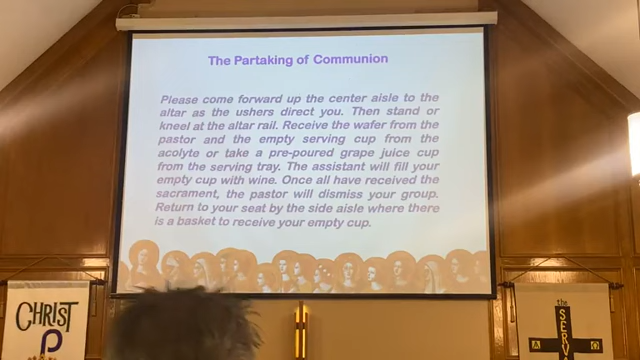 The Partaking of Communion
Please come forward up the center aisle to the
altar as the ushers direct you. Then stand or
kneel at the altar rail. Receive the wafer from the
pastor and the empty serving cup from the
acolyte or take a pre-poured grape juice cup
from the serving tray. The assistant will fill your
empty cup with wine. Once all have received the
sacrament, the pastor will dismiss your group.
Return to your seat by the side aisle where there
is a basket to receive your empty cup.
CHRIST
P
the
SERV
A
Ω